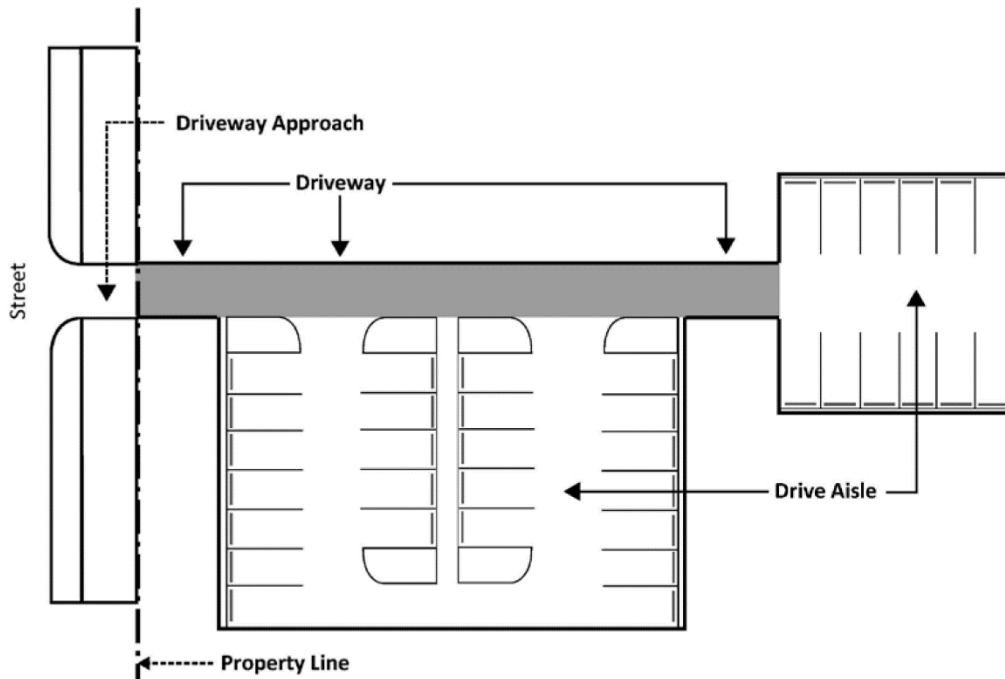 Driveway Approach
Driveway
Street
Drive Aisle
Property Line